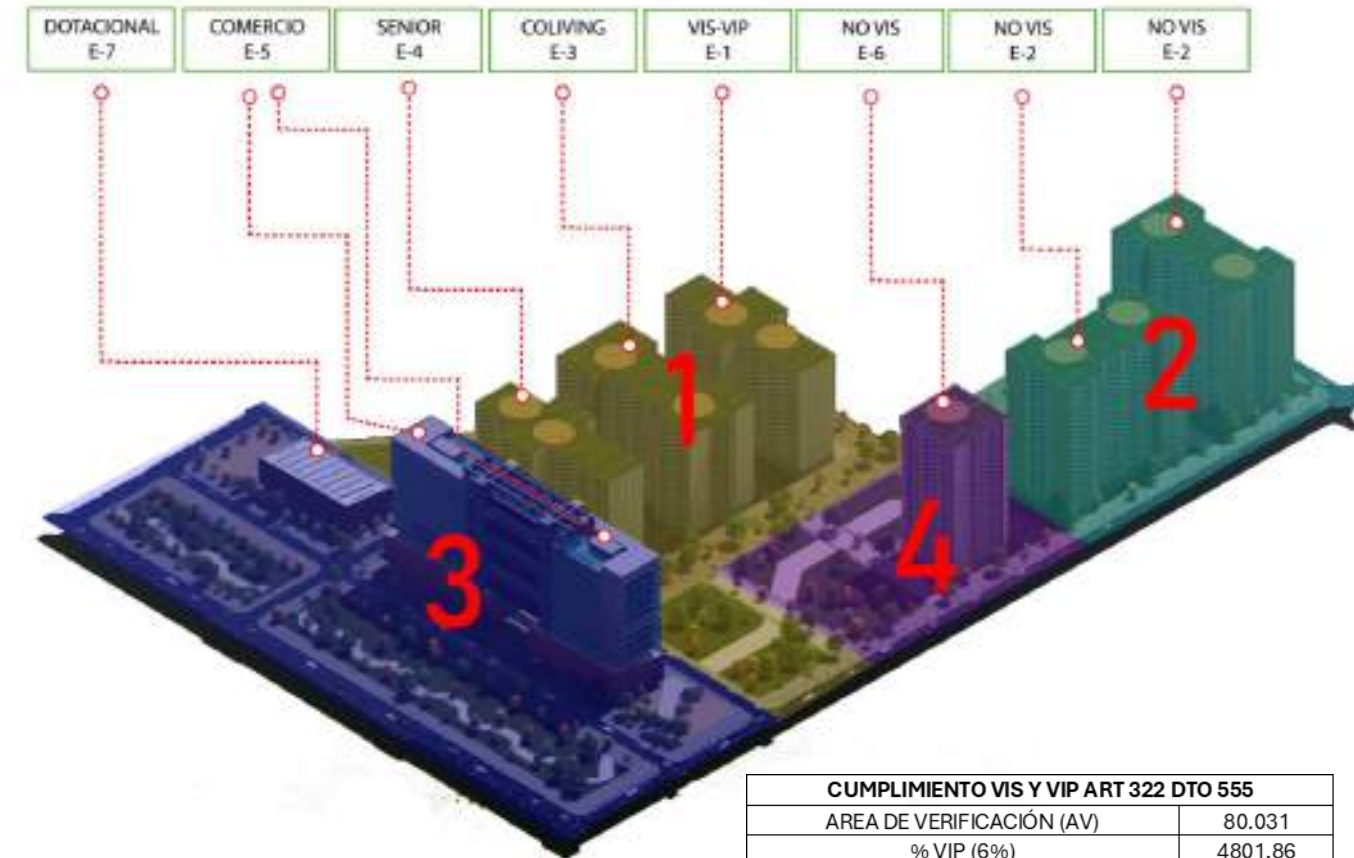 DOTACIONAL
E-7
COMERCIO
E-5
SENIOR
E-4
COLIVING
E-3
VIS-VIP
E-1
NO VIS
E-6
NO VIS
E-2
NO VIS
E-2
1
2
3
4
CUMPLIMIENTO VIS Y VIP ART 322 DTO 555
AREA DE VERIFICACIÓN (AV) 80.031
% VIP (6%) 4801.86